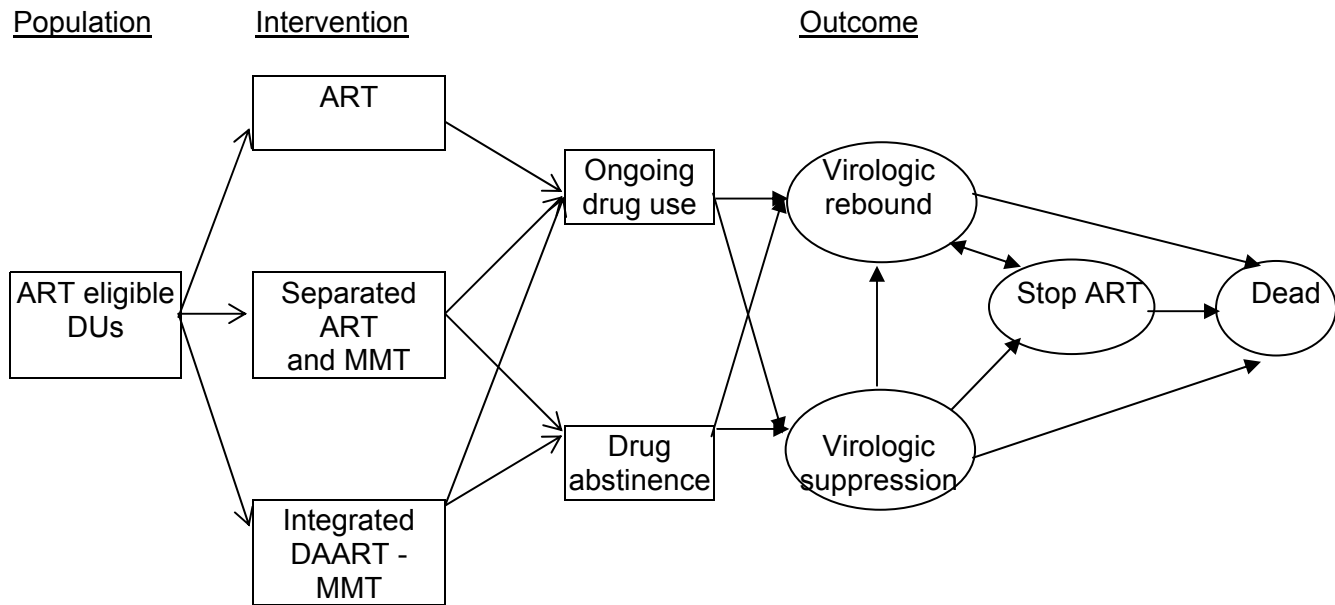 Population
Intervention
Outcome
ART
Ongoing
drug use
Virologic
rebound
ART eligible
DUs
Separated
ART
and MMT
Stop ART
Dead
Drug
abstinence
Virologic
suppression
Integrated
DAART -
MMT